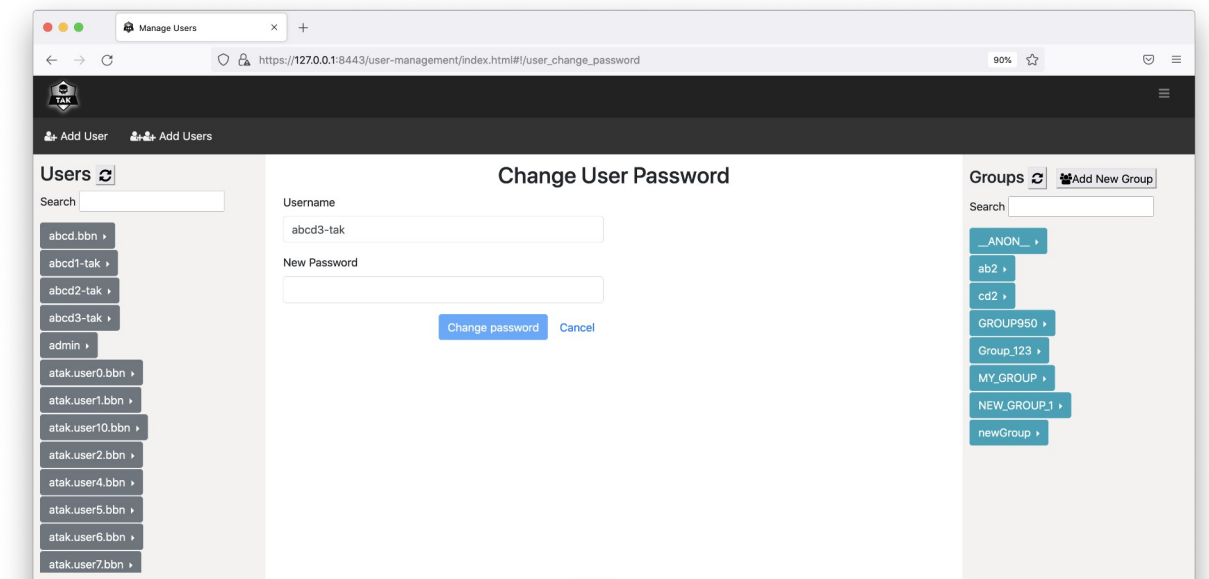 Manage Users
https://127.0.0.1:8443/user-management/index.html#!/user_change_password
90%
TAK
Add User
Add Users
Users
Search
abcd.bbn
abcd1-tak
abcd2-tak
abcd3-tak
admin
atak.user0.bbn
atak.user1.bbn
atak.user10.bbn
atak.user2.bbn
atak.user4.bbn
atak.user5.bbn
atak.user6.bbn
atak.user7.bbn
Change User Password
Username
abcd3-tak
New Password
Change password
Cancel
Groups
Add New Group
Search
__ANON__
ab2
cd2
GROUP950
Group_123
MY_GROUP
NEW_GROUP_1
newGroup